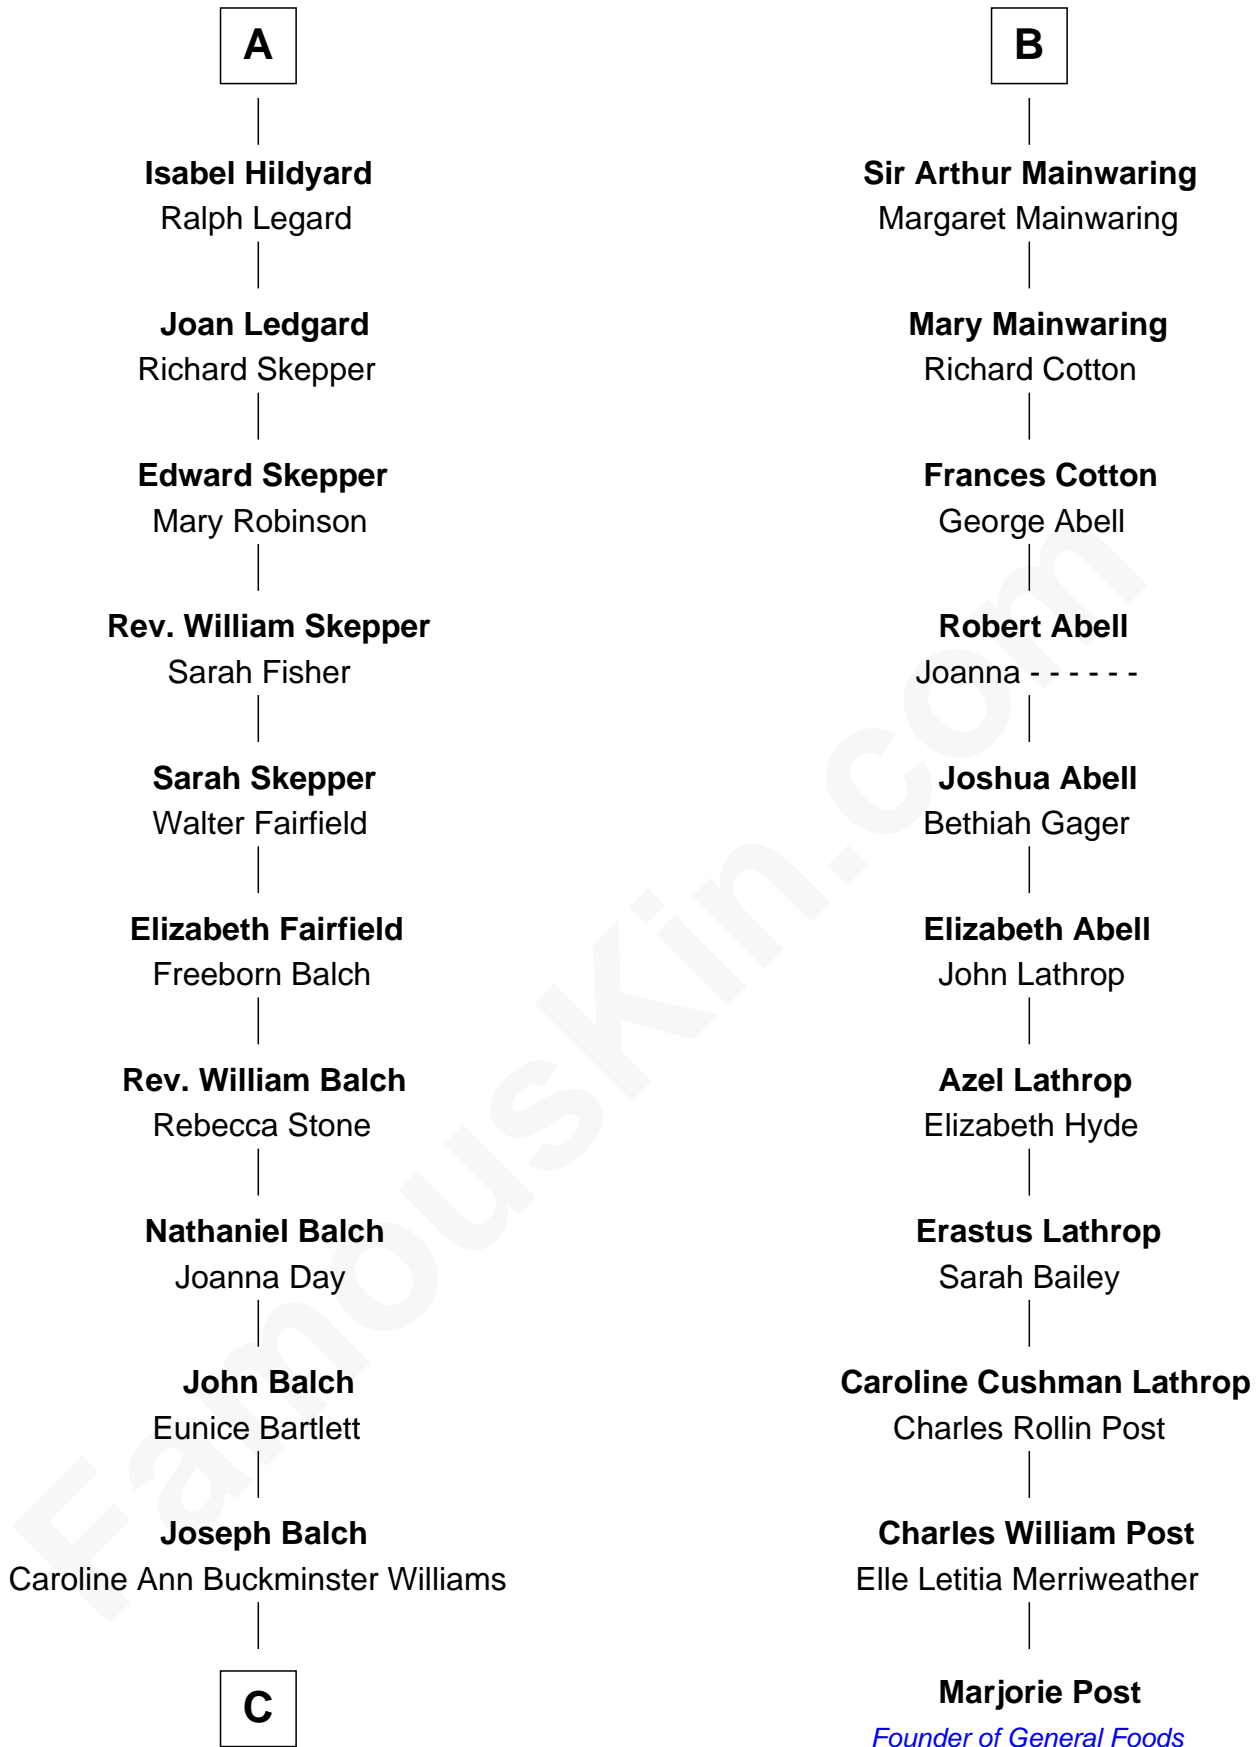 A
Isabel Hildyard
Ralph Legard
Joan Ledgard
Richard Skepper
Edward Skepper
Mary Robinson
Rev. William Skepper
Sarah Fisher
Sarah Skepper
Walter Fairfield
Elizabeth Fairfield
Freeborn Balch
Rev. William Balch
Rebecca Stone
Nathaniel Balch
Joanna Day
John Balch
Eunice Bartlett
Joseph Balch
Caroline Ann Buckminster Williams
C
B
Sir Arthur Mainwaring
Margaret Mainwaring
Mary Mainwaring
Richard Cotton
Frances Cotton
George Abell
Robert Abell
Joanna - - - - - -
Joshua Abell
Bethiah Gager
Elizabeth Abell
John Lathrop
Azel Lathrop
Elizabeth Hyde
Erastus Lathrop
Sarah Bailey
Caroline Cushman Lathrop
Charles Rollin Post
Charles William Post
Elle Letitia Merriweather
Marjorie Post
Founder of General Foods
FamousKin.com